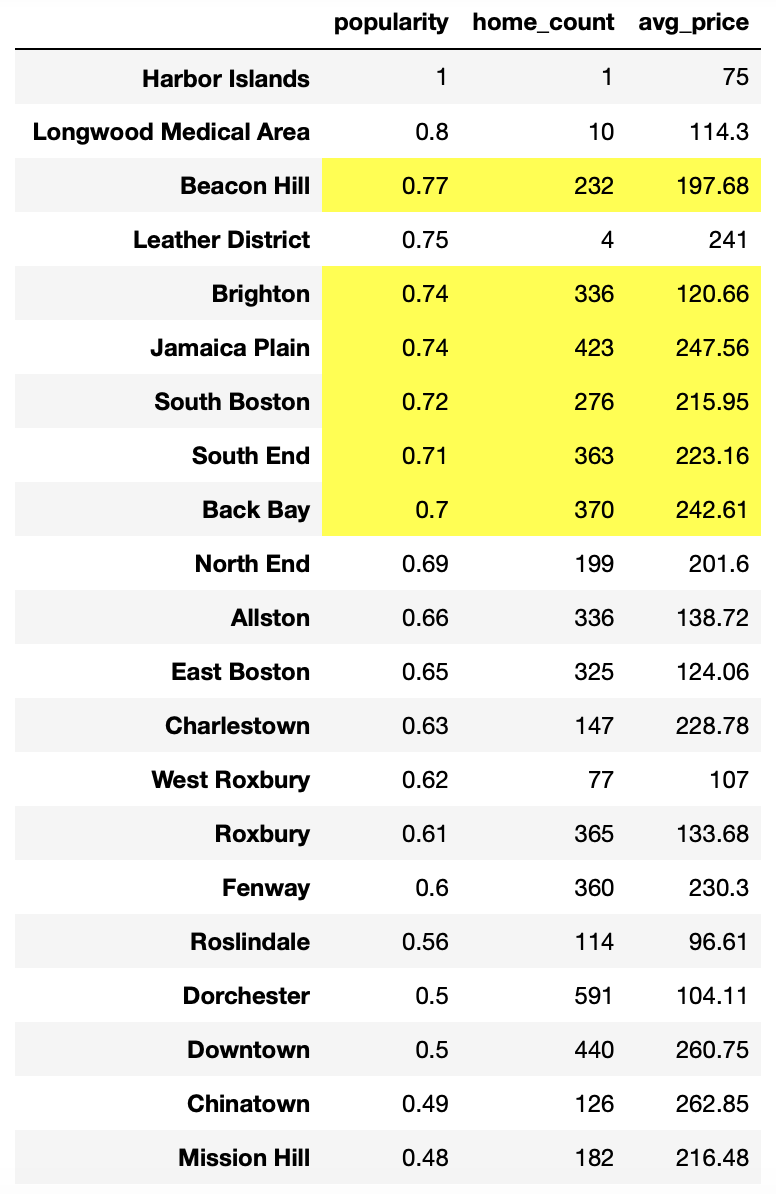 popularity home_count avg_price
Harbor Islands 1 1 75
Longwood Medical Area 0.8 10 114.3
Beacon Hill 0.77 232 197.68
Leather District 0.75 4 241
Brighton 0.74 336 120.66
Jamaica Plain 0.74 423 247.56
South Boston 0.72 276 215.95
South End 0.71 363 223.16
Back Bay 0.7 370 242.61
North End 0.69 199 201.6
Allston 0.66 336 138.72
East Boston 0.65 325 124.06
Charlestown 0.63 147 228.78
West Roxbury 0.62 77 107
Roxbury 0.61 365 133.68
Fenway 0.6 360 230.3
Roslindale 0.56 114 96.61
Dorchester 0.5 591 104.11
Downtown 0.5 440 260.75
Chinatown 0.49 126 262.85
Mission Hill 0.48 182 216.48